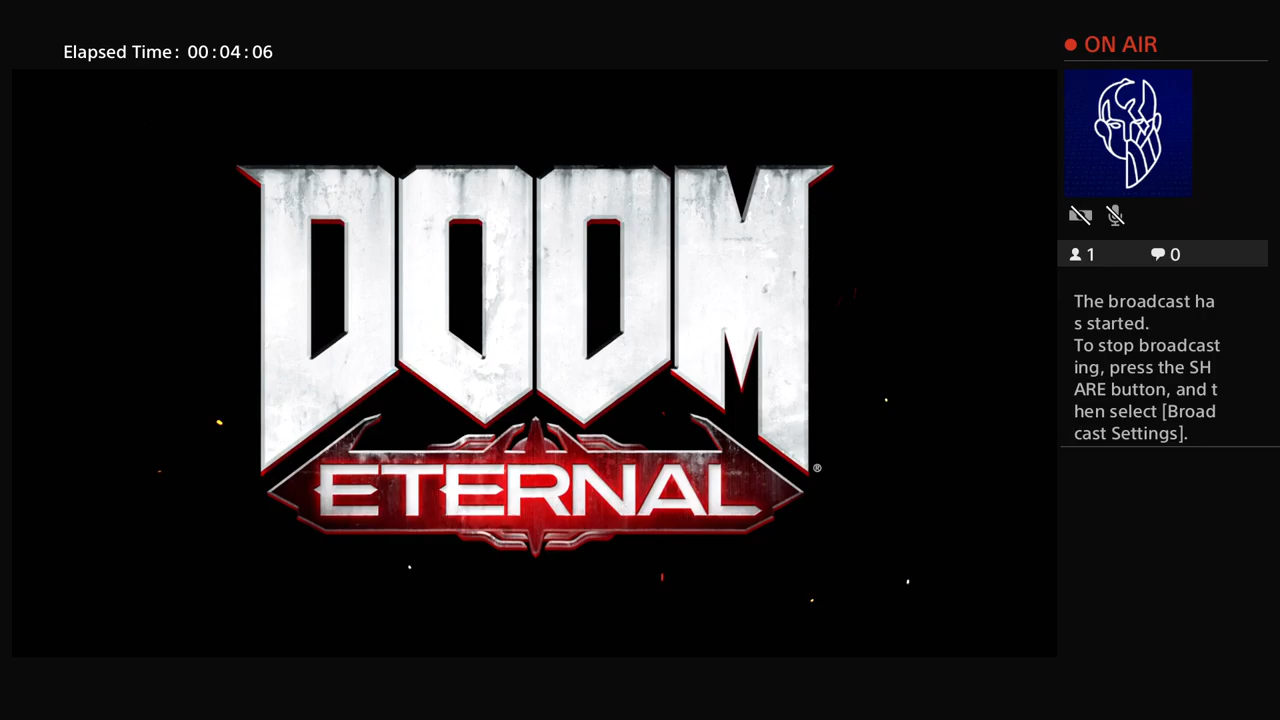 Elapsed Time: 00:04:06
ON AIR
1 0
The broadcast ha
s started.
To stop broadcast
ing, press the SH
ARE button, and t
hen select [Broad
cast Settings].
DOOM
ETERNAL ®